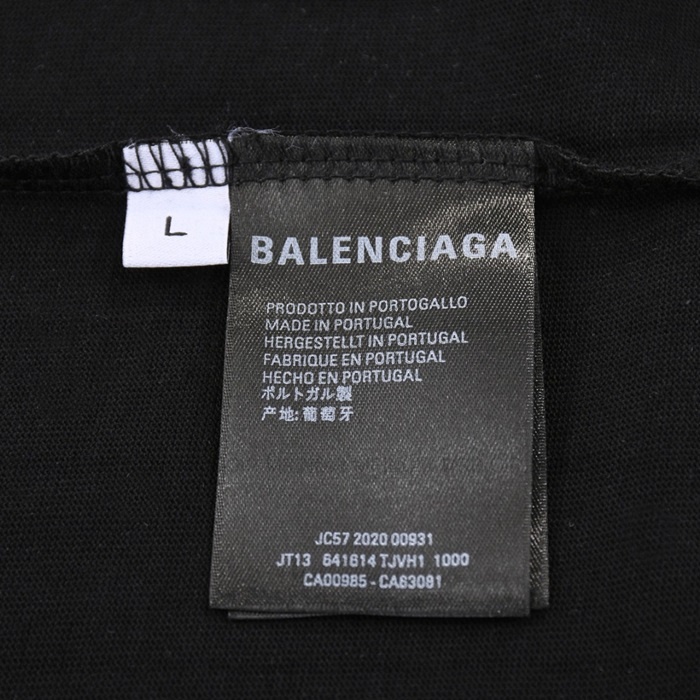 L
BALENCIAGA
PRODOTTO IN PORTOGALLO
MADE IN PORTUGAL
HERGESTELLT IN PORTUGAL
FABRIQUE EN PORTUGAL
HECHO EN PORTUGAL
ポルトガル製
产地: 葡萄牙
JC57 2020 00931
JT13 641614 TJVH1 1000
CA00985 - CA63081